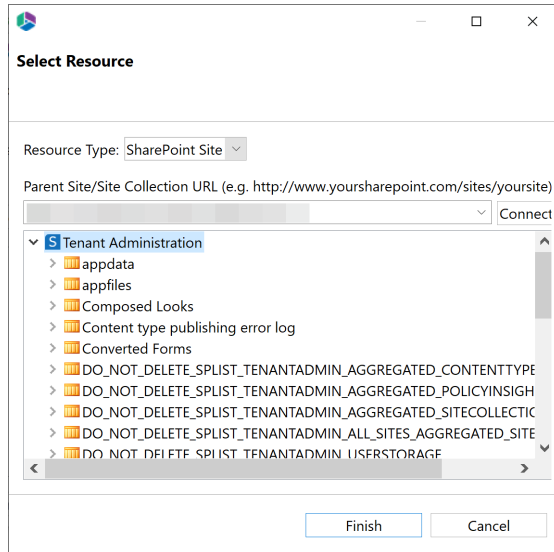 Select Resource
Resource Type: SharePoint Site
Parent Site/Site Collection URL (e.g. http://www.yoursharepoint.com/sites/yoursite)
Connect
Tenant Administration
appdata
appfiles
Composed Looks
Content type publishing error log
Converted Forms
DO_NOT_DELETE_SPLIST_TENANTADMIN_AGGREGATED_CONTENTTYPE
DO_NOT_DELETE_SPLIST_TENANTADMIN_AGGREGATED_POLICYINSIGH
DO_NOT_DELETE_SPLIST_TENANTADMIN_AGGREGATED_SITECOLLECTIO
DO_NOT_DELETE_SPLIST_TENANTADMIN_ALL_SITES_AGGREGATED_SITE
DO_NOT_DELETE_SPLIST_TENANTADMIN_USERSTORAGE
Finish Cancel